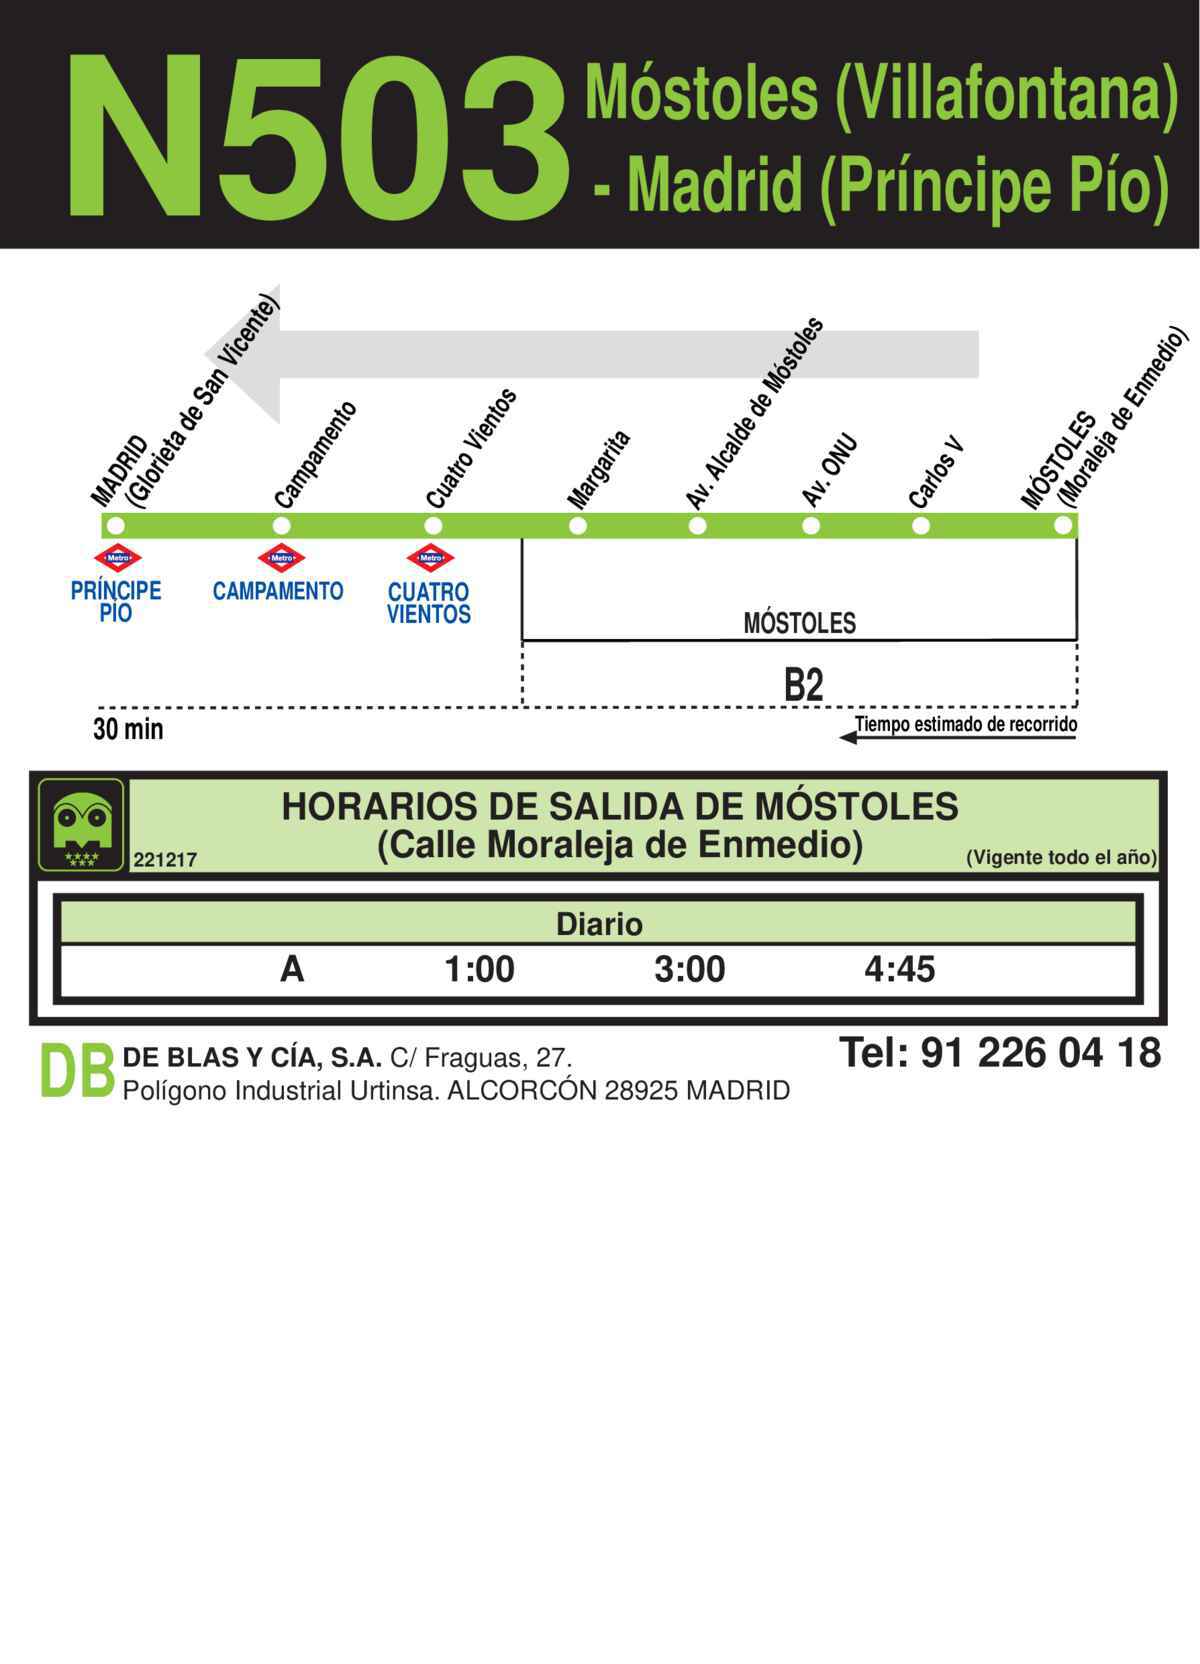 N503
Móstoles (Villafontana)
- Madrid (Príncipe Pío)
MADRID
(Glorieta de San Vicente)
Campamento
Cuatro Vientos
Margarita
Av. Alcalde de Móstoles
Av. ONU
Carlos V
MÓSTOLES
(Moraleja de Enmedio)
Metro
Metro
Metro
PRÍNCIPE
PÍO
CAMPAMENTO
CUATRO
VIENTOS
MÓSTOLES
B2
30 min
Tiempo estimado de recorrido
HORARIOS DE SALIDA DE MÓSTOLES
(Calle Moraleja de Enmedio)
221217
(Vigente todo el año)
Diario
A 1:00 3:00 4:45
DB
DE BLAS Y CÍA, S.A. C/ Fraguas, 27.
Polígono Industrial Urtinsa. ALCORCÓN 28925 MADRID
Tel: 91 226 04 18